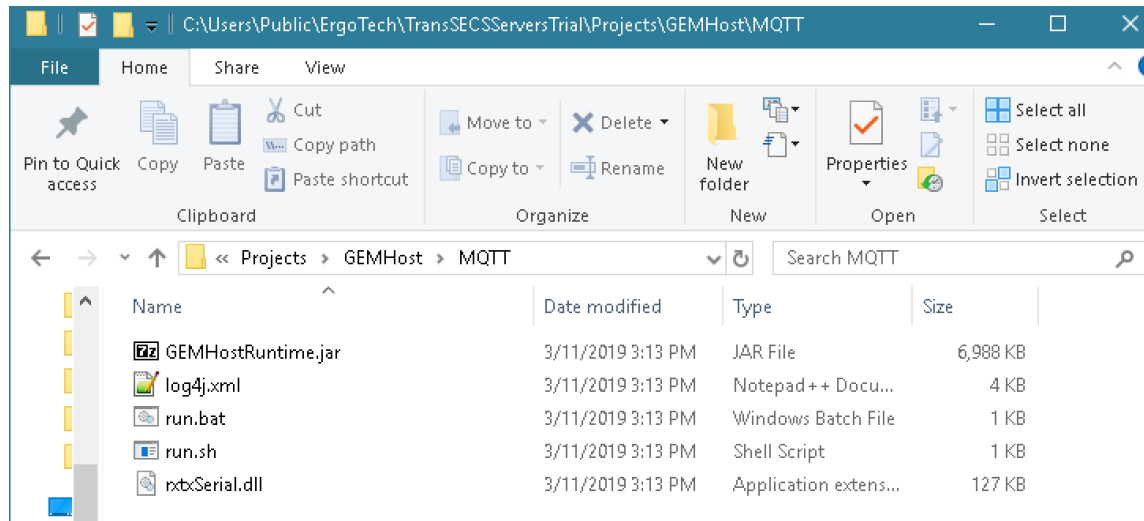 C:\Users\Public\ErgoTech\TransSECSServersTrial\Projects\GEMHost\MQTT
File Home Share View
Pin to Quick access
Copy
Paste
Cut
Copy path
Paste shortcut
Clipboard
Move to
Copy to
Delete
Rename
Organize
New folder
New
Properties
Open
Select all
Select none
Invert selection
Select
« Projects > GEMHost > MQTT
Search MQTT
Name Date modified Type Size
GEMHostRuntime.jar 3/11/2019 3:13 PM JAR File 6,988 KB
log4j.xml 3/11/2019 3:13 PM Notepad++ Docu... 4 KB
run.bat 3/11/2019 3:13 PM Windows Batch File 1 KB
run.sh 3/11/2019 3:13 PM Shell Script 1 KB
rxtxSerial.dll 3/11/2019 3:13 PM Application extens... 127 KB